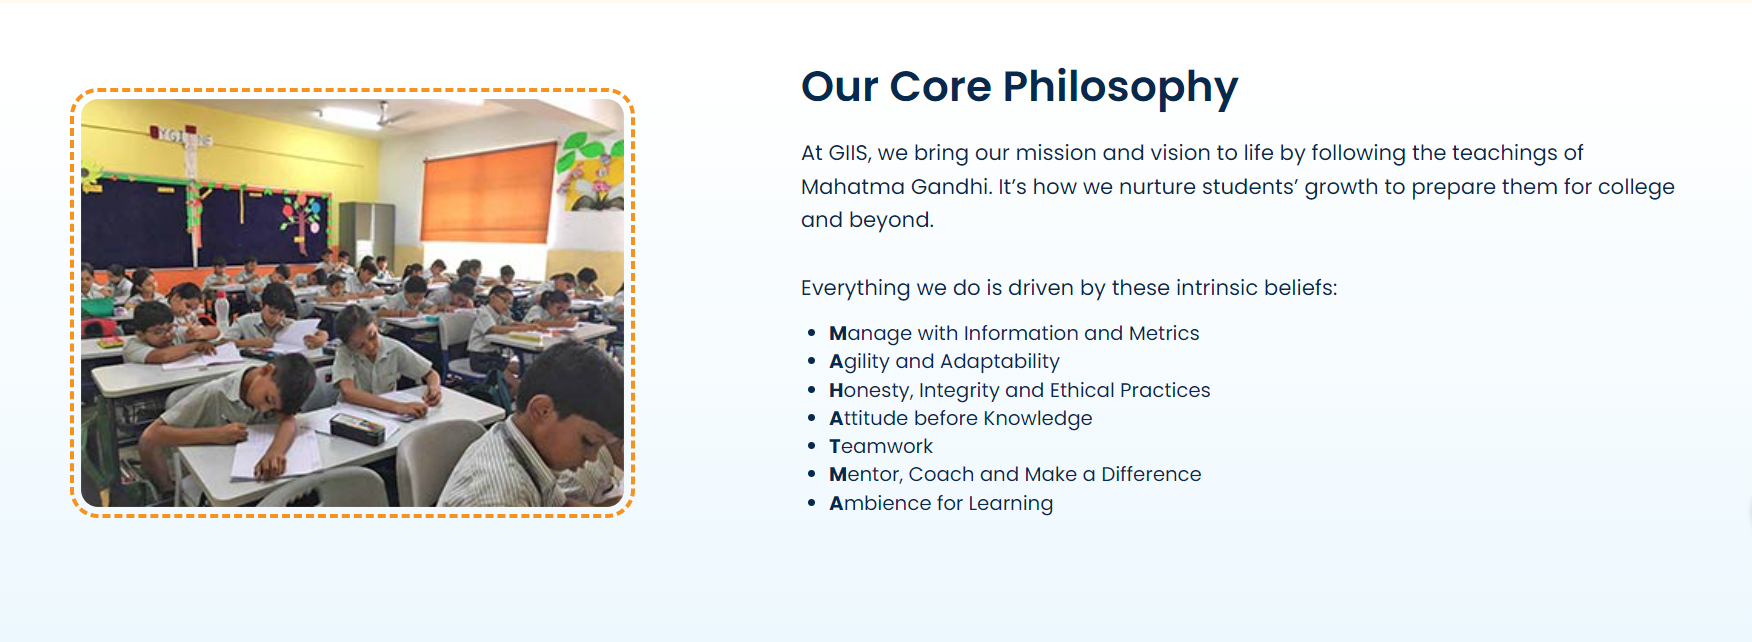 Our Core Philosophy
At GIIS, we bring our mission and vision to life by following the teachings of
Mahatma Gandhi. It’s how we nurture students’ growth to prepare them for college
and beyond.
Everything we do is driven by these intrinsic beliefs:
• Manage with Information and Metrics
• Agility and Adaptability
• Honesty, Integrity and Ethical Practices
• Attitude before Knowledge
• Teamwork
• Mentor, Coach and Make a Difference
• Ambience for Learning